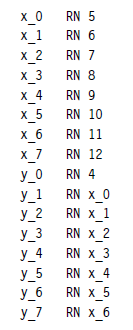 x_0 RN 5
x_1 RN 6
x_2 RN 7
x_3 RN 8
x_4 RN 9
x_5 RN 10
x_6 RN 11
x_7 RN 12
y_0 RN 4
y_1 RN x_0
y_2 RN x_1
y_3 RN x_2
y_4 RN x_3
y_5 RN x_4
y_6 RN x_5
y_7 RN x_6